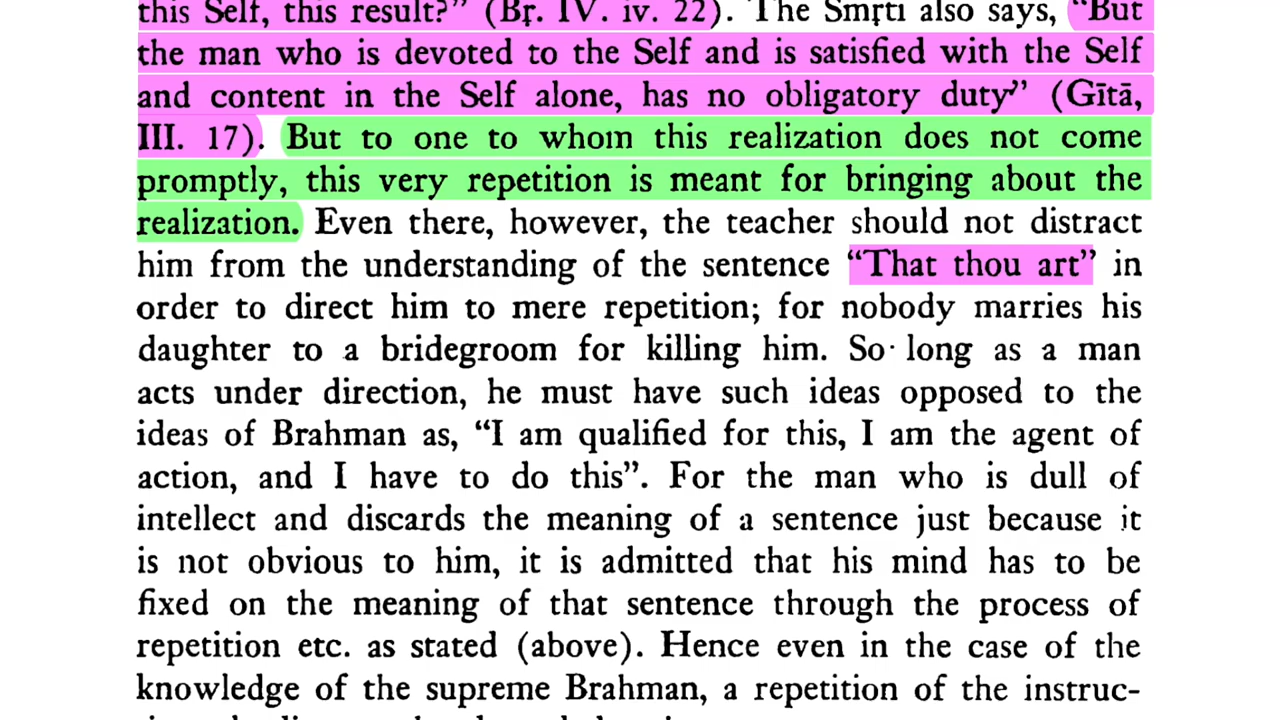 this Self, this result?” (Bṛ. IV. iv. 22). The Smṛti also says, “But
the man who is devoted to the Self and is satisfied with the Self
and content in the Self alone, has no obligatory duty” (Gītā,
III. 17). But to one to whom this realization does not come
promptly, this very repetition is meant for bringing about the
realization. Even there, however, the teacher should not distract
him from the understanding of the sentence “That thou art” in
order to direct him to mere repetition; for nobody marries his
daughter to a bridegroom for killing him. So long as a man
acts under direction, he must have such ideas opposed to the
ideas of Brahman as, “I am qualified for this, I am the agent of
action, and I have to do this”. For the man who is dull of
intellect and discards the meaning of a sentence just because it
is not obvious to him, it is admitted that his mind has to be
fixed on the meaning of that sentence through the process of
repetition etc. as stated (above). Hence even in the case of the
knowledge of the supreme Brahman, a repetition of the instruc-